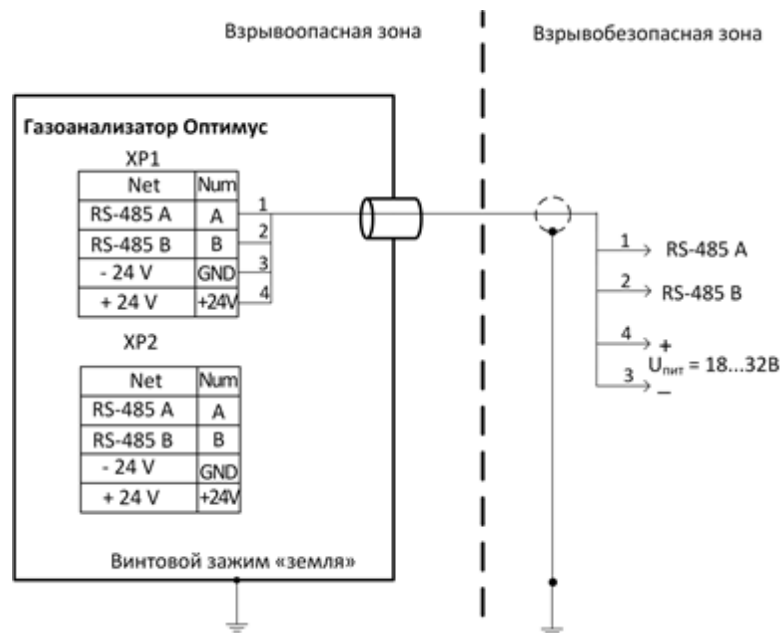 Взрывоопасная зона
Взрывобезопасная зона
Газоанализатор Оптимус
XP1
Net Num
RS-485 A A 1
RS-485 B B 2
- 24 V GND 3
+ 24 V +24V 4
XP2
Net Num
RS-485 A A
RS-485 B B
- 24 V GND
+ 24 V +24V
Винтовой зажим «земля»
1 RS-485 A
2 RS-485 B
4 +
Uпит = 18...32В
3 –